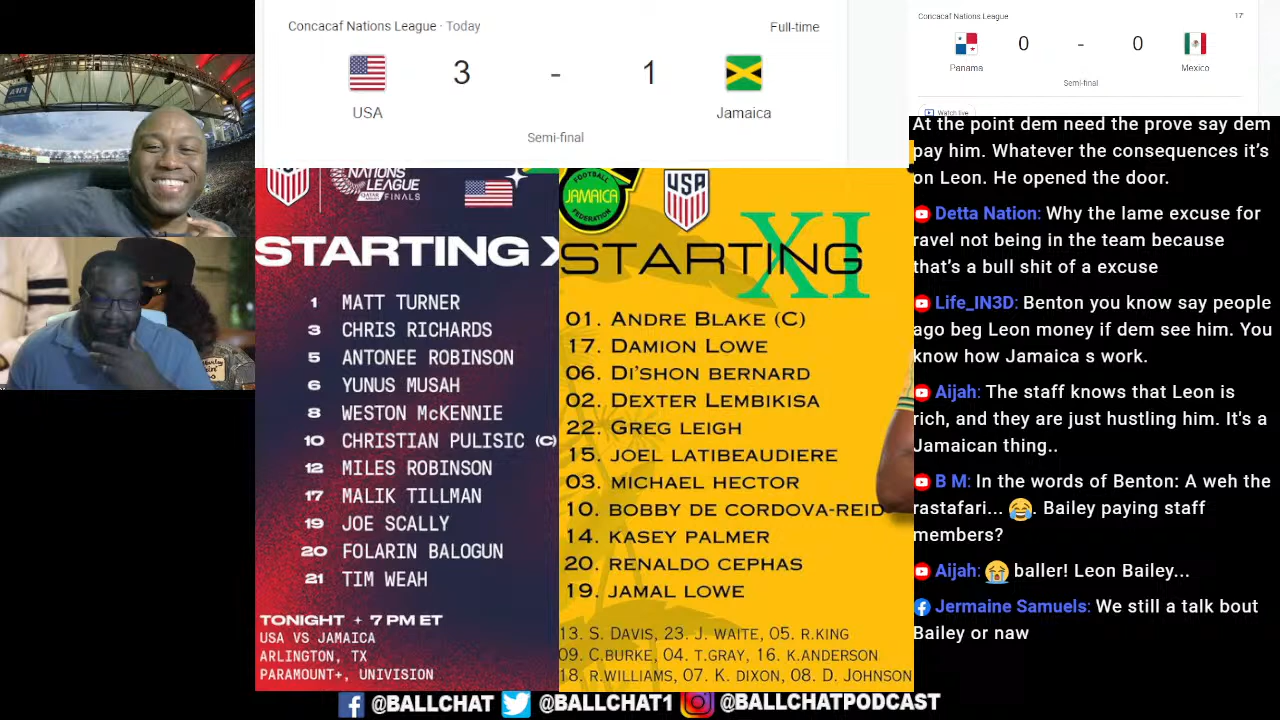 Concacaf Nations League · Today
Full-time
USA
3 - 1
Jamaica
Semi-final
Concacaf Nations League
17'
Panama
0 - 0
Mexico
Semi-final
Watch live
NATIONS
LEAGUE
FINALS
STARTING X
1 MATT TURNER
3 CHRIS RICHARDS
5 ANTONEE ROBINSON
6 YUNUS MUSAH
8 WESTON McKENNIE
10 CHRISTIAN PULISIC (C)
12 MILES ROBINSON
17 MALIK TILLMAN
19 JOE SCALLY
20 FOLARIN BALOGUN
21 TIM WEAH
TONIGHT + 7 PM ET
USA VS JAMAICA
ARLINGTON, TX
PARAMOUNT+, UNIVISION
FOOTBALL
JAMAICA
FEDERATION
USA
STARTING
XI
01. ANDRE BLAKE (C)
17. DAMION LOWE
06. DI'SHON BERNARD
02. DEXTER LEMBIKISA
22. GREG LEIGH
15. JOEL LATIBEAUDIERE
03. MICHAEL HECTOR
10. BOBBY DE CORDOVA-REID
14. KASEY PALMER
20. RENALDO CEPHAS
19. JAMAL LOWE
13. S. DAVIS, 23. J. WAITE, 05. R.KING
09. C.BURKE, 04. T.GRAY, 16. K.ANDERSON
18. R.WILLIAMS, 07. K. DIXON, 08. D. JOHNSON
At the point dem need the prove say dem
pay him. Whatever the consequences it's
on Leon. He opened the door.
Detta Nation: Why the lame excuse for
ravel not being in the team because
that's a bull shit of a excuse
Life_IN3D: Benton you know say people
ago beg Leon money if dem see him. You
know how Jamaica s work.
Aijah: The staff knows that Leon is
rich, and they are just hustling him. It's a
Jamaican thing..
B M: In the words of Benton: A weh the
rastafari... 😂. Bailey paying staff
members?
Aijah: 😭 baller! Leon Bailey...
Jermaine Samuels: We still a talk bout
Bailey or naw
@BALLCHAT @BALLCHAT1 @BALLCHATPODCAST